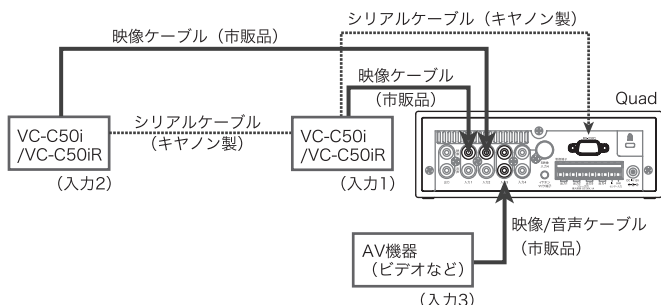 シリアルケーブル（キヤノン製）
映像ケーブル（市販品）
映像ケーブル
（市販品）
Quad
シリアルケーブル
（キヤノン製）
VC-C50i
/VC-C50iR
（入力2）
VC-C50i
/VC-C50iR
（入力1）
映像/音声ケーブル
（市販品）
AV機器
（ビデオなど）
（入力3）